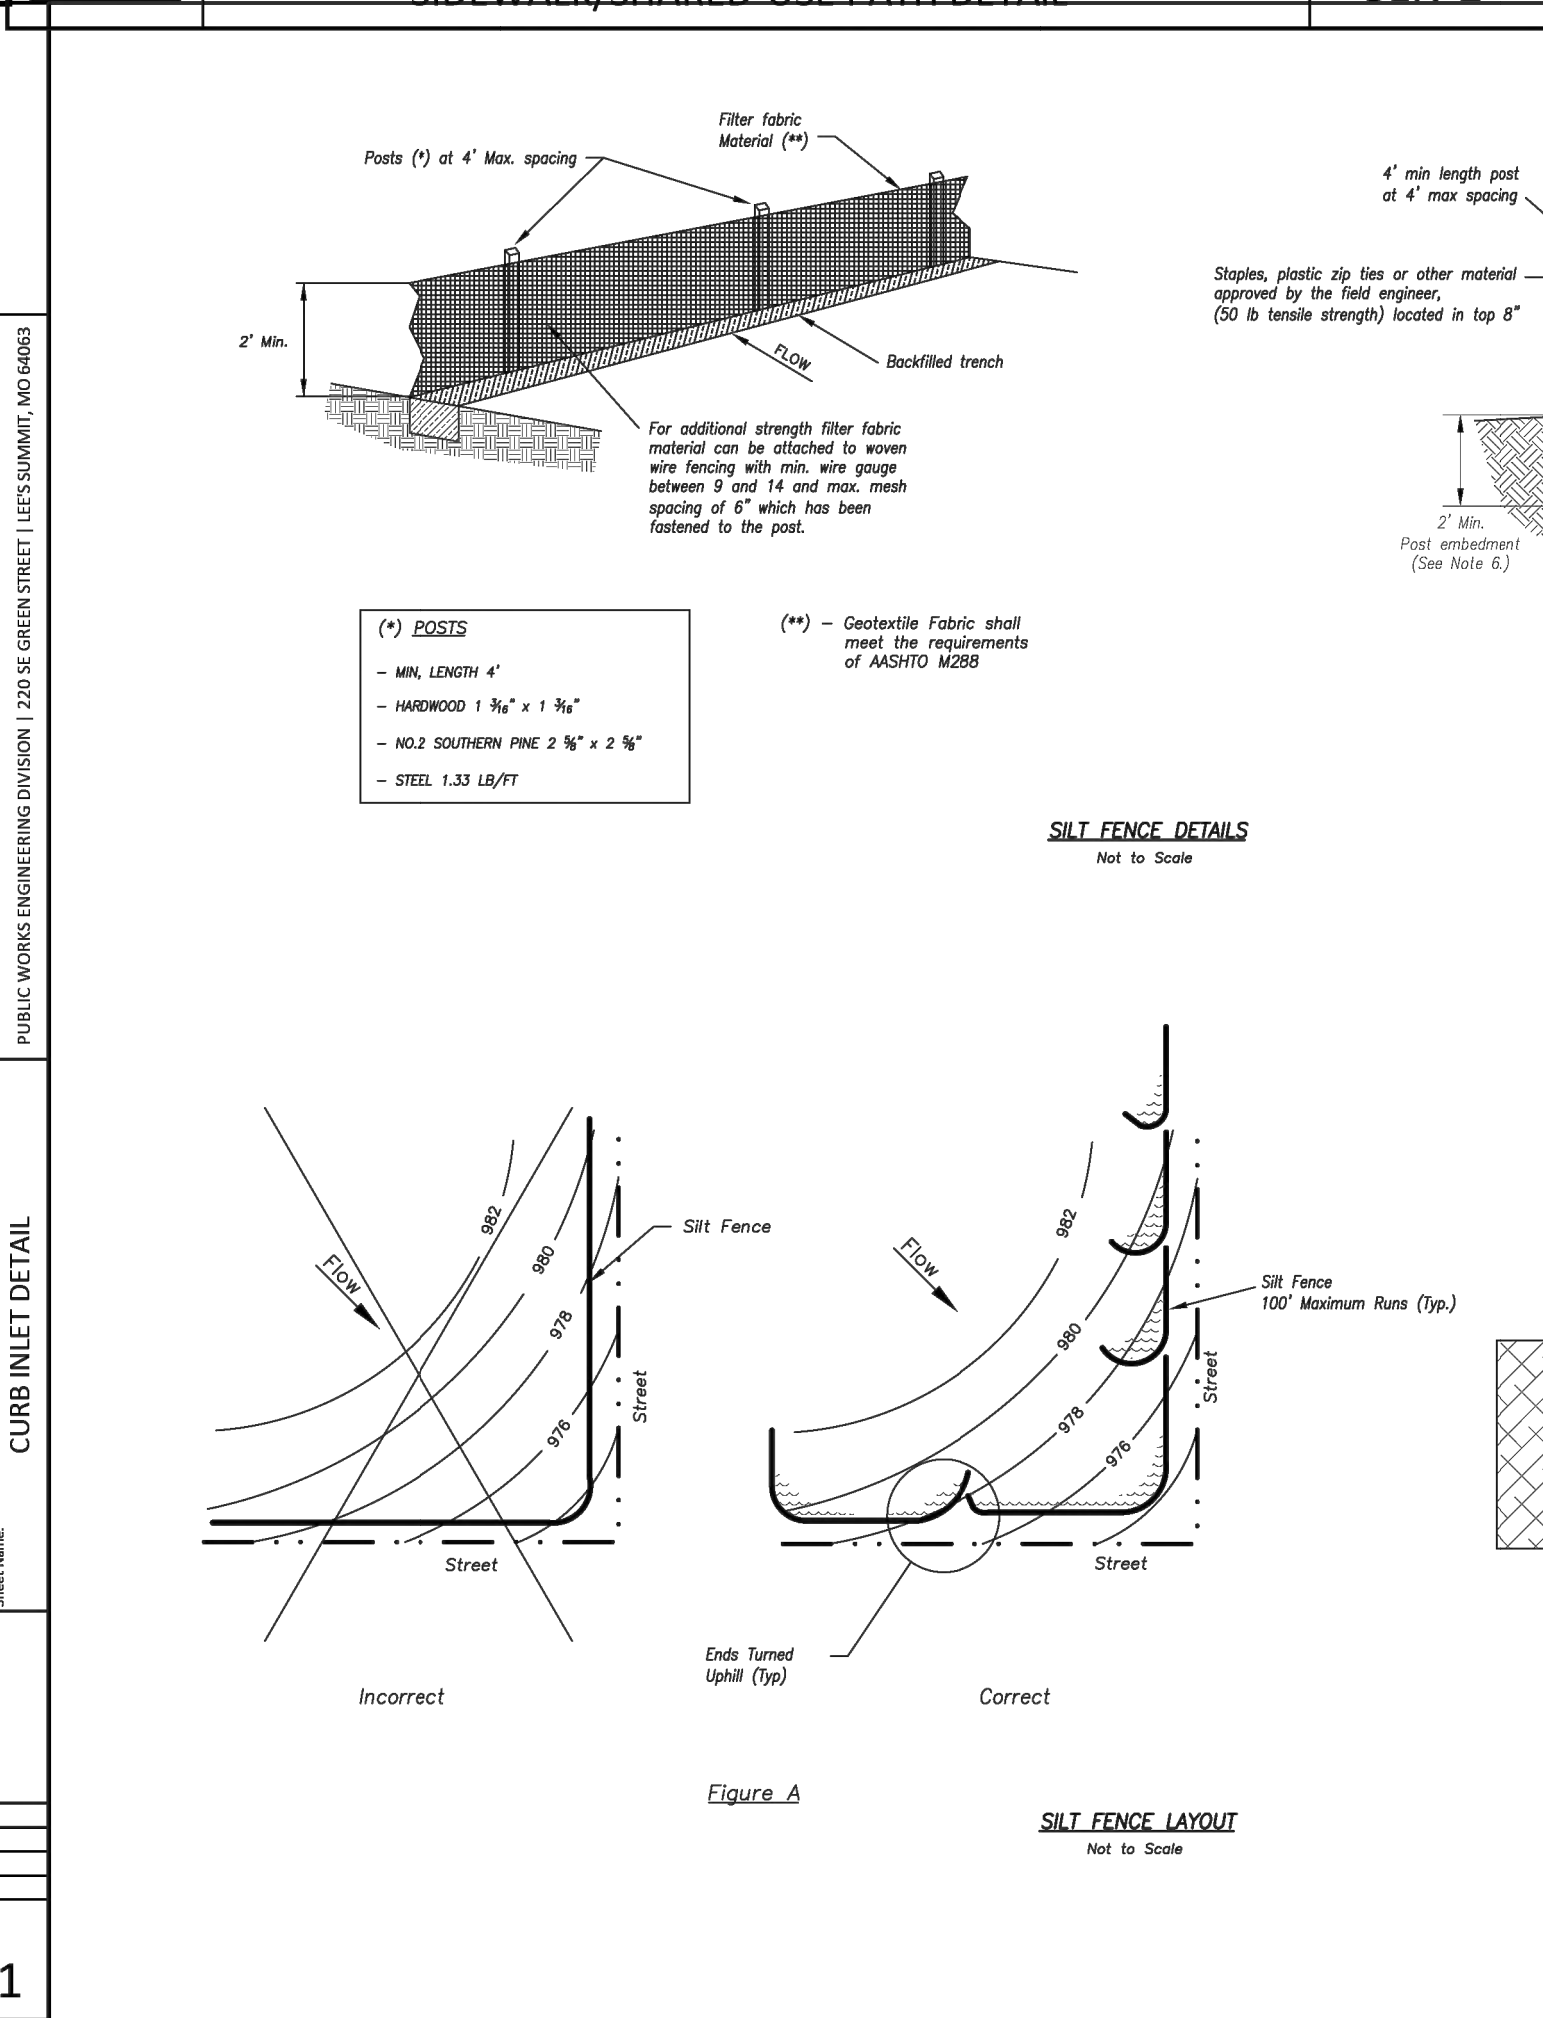 SIDEWALK/SHARED-USE PATH DETAIL
Filter fabric
Material (**)
Posts (*) at 4' Max. spacing
4' min length post
at 4' max spacing
Staples, plastic zip ties or other material
approved by the field engineer,
(50 lb tensile strength) located in top 8"
2' Min.
FLOW
Backfilled trench
For additional strength filter fabric
material can be attached to woven
wire fencing with min. wire gauge
between 9 and 14 and max. mesh
spacing of 6" which has been
fastened to the post.
2' Min.
Post embedment
(See Note 6.)
(*) POSTS
– MIN, LENGTH 4'
– HARDWOOD 1 3/16" x 1 3/16"
– NO.2 SOUTHERN PINE 2 5/8" x 2 5/8"
– STEEL 1.33 LB/FT
(**) – Geotextile Fabric shall
meet the requirements
of AASHTO M288
SILT FENCE DETAILS
Not to Scale
982
980
978
976
Flow
Silt Fence
Street
Street
Incorrect
982
980
978
976
Flow
Silt Fence
100' Maximum Runs (Typ.)
Street
Street
Ends Turned
Uphill (Typ)
Correct
Figure A
SILT FENCE LAYOUT
Not to Scale
PUBLIC WORKS ENGINEERING DIVISION | 220 SE GREEN STREET | LEE'S SUMMIT, MO 64063
CURB INLET DETAIL
Sheet Name:
1